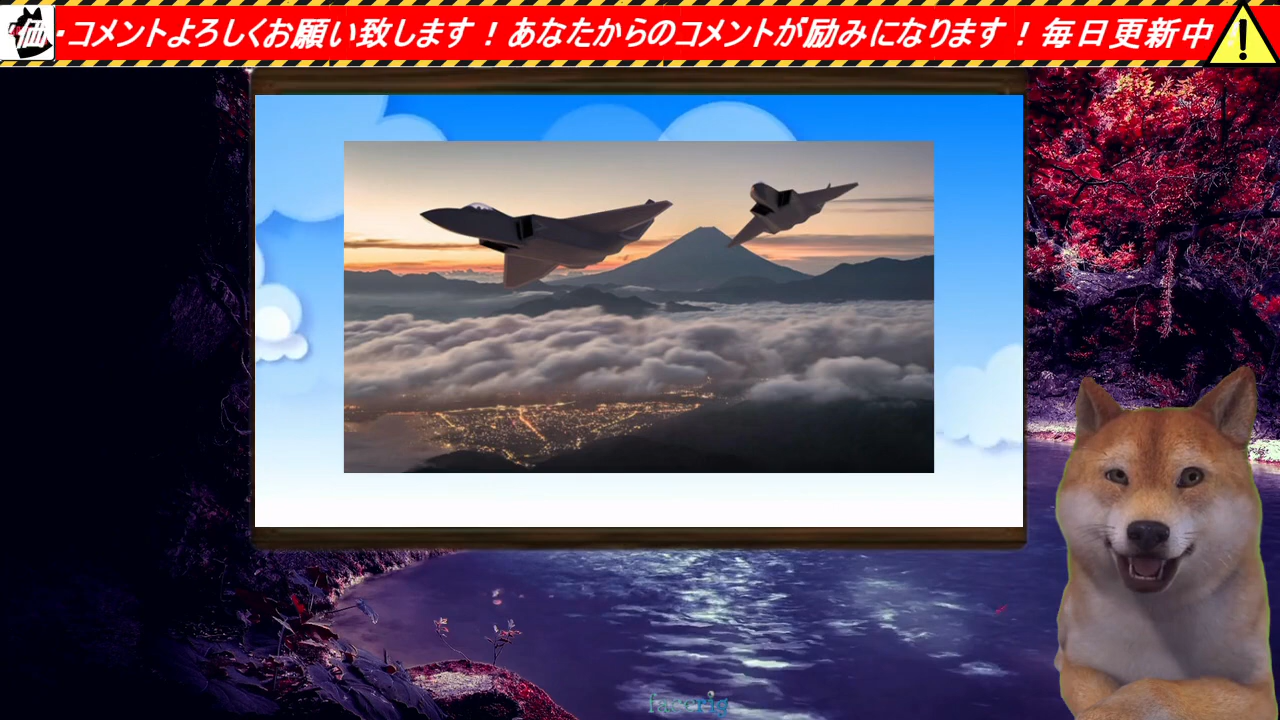 価・コメントよろしくお願い致します！あなたからのコメントが励みになります！毎日更新中
facerig